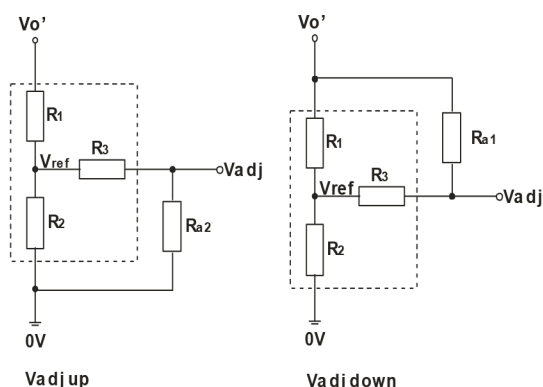 Vo'
R1
R3
Vref
Vadj
R2
Ra2
0V
Vadj up
Vo'
R1
Ra1
R3
Vref
Vadj
R2
0V
Vadj down